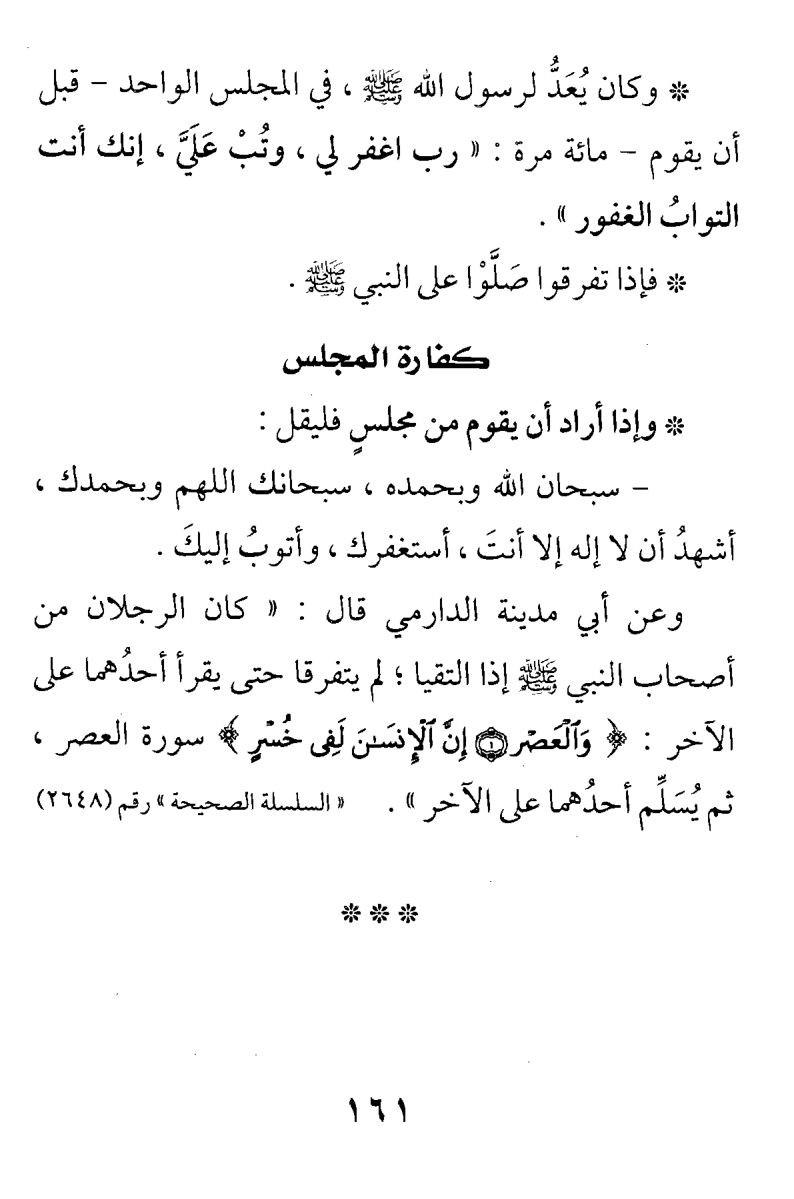 * وكان يُعَدُّ لرسول الله ﷺ ، في المجلس الواحد – قبل
أن يقوم – مائة مرة : « رب اغفر لي ، وتُبْ عَلَيَّ ، إنك أنت
التوابُ الغفور » .
* فإذا تفرقوا صَلَّوْا على النبي ﷺ .
كفارة المجلس
* وإذا أراد أن يقوم من مجلسٍ فليقل :
– سبحان الله وبحمده ، سبحانك اللهم وبحمدك ،
أشهدُ أن لا إله إلا أنتَ ، أستغفرك ، وأتوبُ إليكَ .
وعن أبي مدينة الدارمي قال : « كان الرجلان من
أصحاب النبي ﷺ إذا التقيا ؛ لم يتفرقا حتى يقرأ أحدُهما على
الآخر : ﴿ وَٱلۡعَصۡرِ ۝١ إِنَّ ٱلۡإِنسَٰنَ لَفِى خُسۡرٍ ﴾ سورة العصر ،
ثم يُسَلِّم أحدُهما على الآخر » . « السلسلة الصحيحة » رقم (٢٦٤٨)
* * *
١٦١